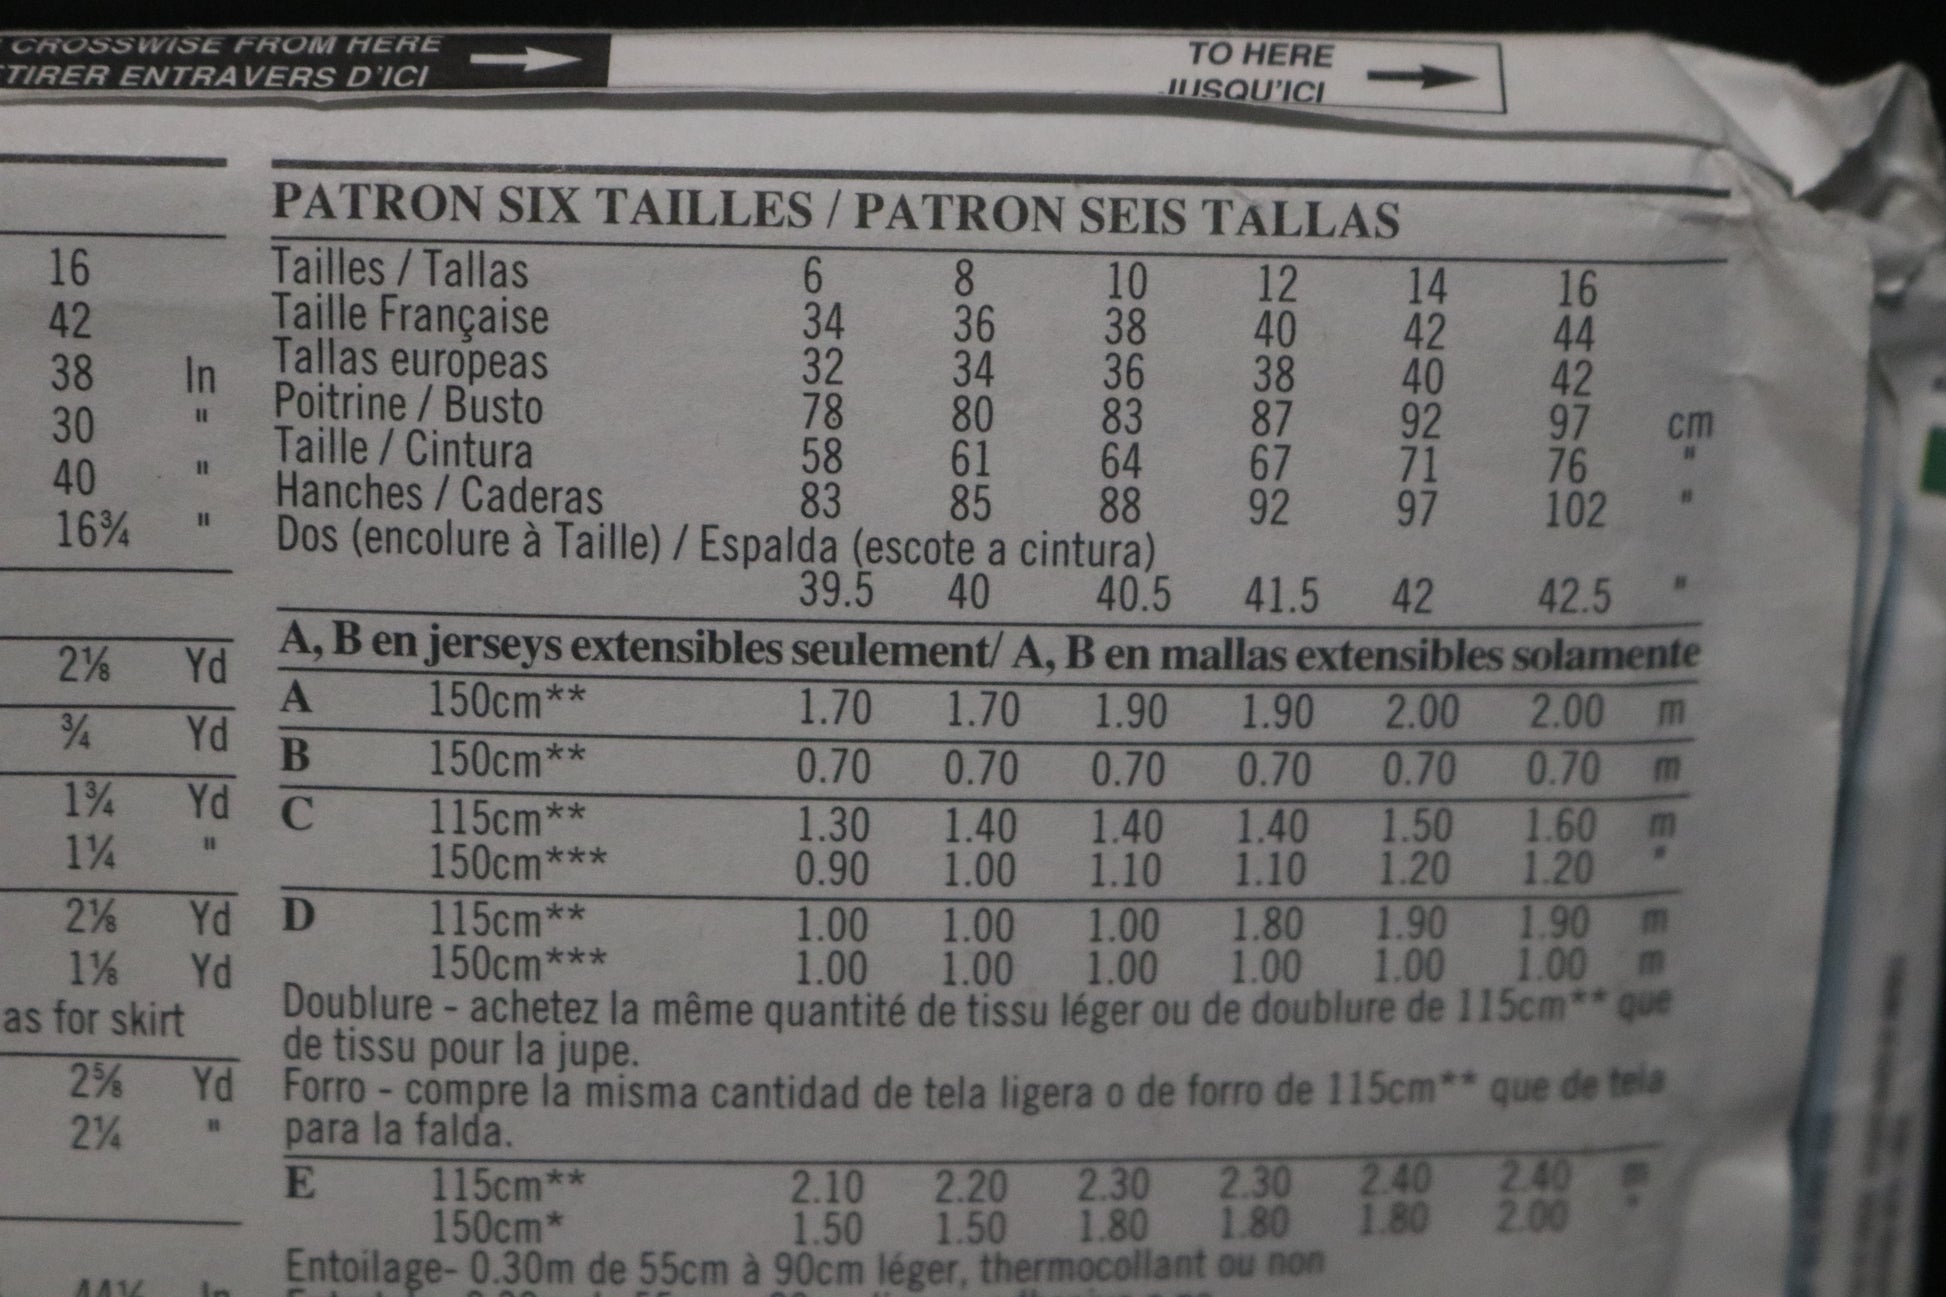 CROSSWISE FROM HERE
TIRER ENTRAVERS D'ICI
TO HERE
JUSQU'ICI
16
42
38 In
30 "
40 "
16¾ "
2⅛ Yd
¾ Yd
1¾ Yd
1¼ "
2⅛ Yd
1⅛ Yd
as for skirt
2⅝ Yd
2¼ "
PATRON SIX TAILLES / PATRON SEIS TALLAS
Tailles / Tallas 6 8 10 12 14 16
Taille Française 34 36 38 40 42 44
Tallas europeas 32 34 36 38 40 42
Poitrine / Busto 78 80 83 87 92 97 cm
Taille / Cintura 58 61 64 67 71 76 "
Hanches / Caderas 83 85 88 92 97 102 "
Dos (encolure à Taille) / Espalda (escote a cintura)
39.5 40 40.5 41.5 42 42.5 "
A, B en jerseys extensibles seulement/ A, B en mallas extensibles solamente
A 150cm** 1.70 1.70 1.90 1.90 2.00 2.00 m
B 150cm** 0.70 0.70 0.70 0.70 0.70 0.70 m
C 115cm** 1.30 1.40 1.40 1.40 1.50 1.60 m
150cm*** 0.90 1.00 1.10 1.10 1.20 1.20 "
D 115cm** 1.00 1.00 1.00 1.80 1.90 1.90 m
150cm*** 1.00 1.00 1.00 1.00 1.00 1.00 m
Doublure - achetez la même quantité de tissu léger ou de doublure de 115cm** que
de tissu pour la jupe.
Forro - compre la misma cantidad de tela ligera o de forro de 115cm** que de tela
para la falda.
E 115cm** 2.10 2.20 2.30 2.30 2.40 2.40 m
150cm* 1.50 1.50 1.80 1.80 1.80 2.00 "
Entoilage- 0.30m de 55cm à 90cm léger, thermocollant ou non